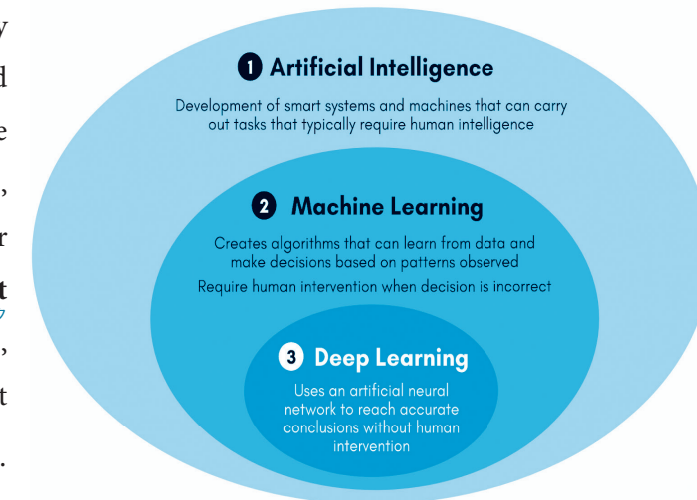 y
d
e
,
r
t
7
,
t
.
1 Artificial Intelligence
Development of smart systems and machines that can carry
out tasks that typically require human intelligence
2 Machine Learning
Creates algorithms that can learn from data and
make decisions based on patterns observed
Require human intervention when decision is incorrect
3 Deep Learning
Uses an artificial neural
network to reach accurate
conclusions without human
intervention